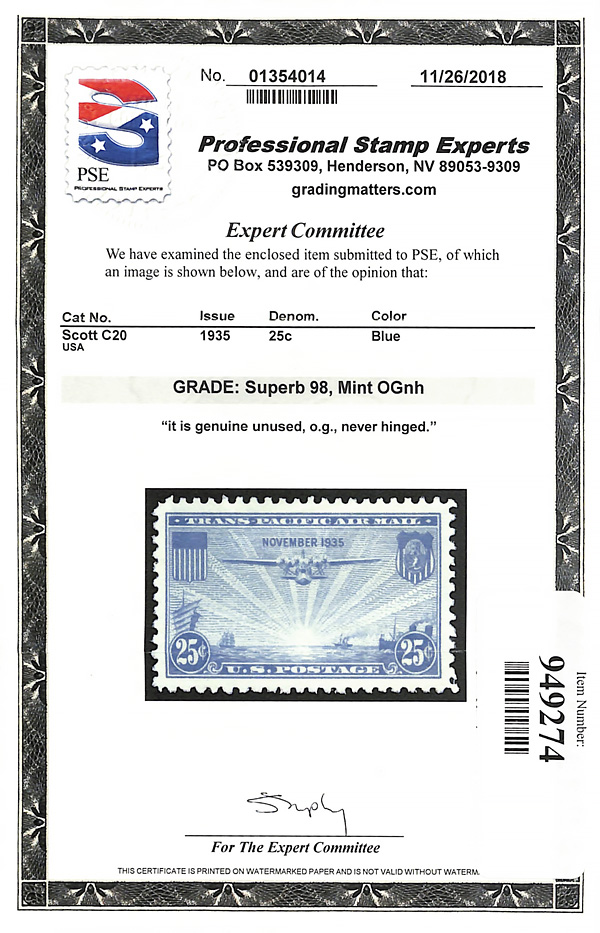 No. 01354014 11/26/2018
PSE
PROFESSIONAL STAMP EXPERTS
Professional Stamp Experts
PO Box 539309, Henderson, NV 89053-9309
gradingmatters.com
Expert Committee
We have examined the enclosed item submitted to PSE, of which
an image is shown below, and are of the opinion that:
Cat No. Issue Denom. Color
Scott C20 1935 25c Blue
USA
GRADE: Superb 98, Mint OGnh
“it is genuine unused, o.g., never hinged.”
TRANS-PACIFIC AIR MAIL
NOVEMBER 1935
25¢ 25¢
U.S. POSTAGE
Item Number:
949274
For The Expert Committee
THIS CERTIFICATE IS PRINTED ON WATERMARKED PAPER AND IS NOT VALID WITHOUT WATERM.